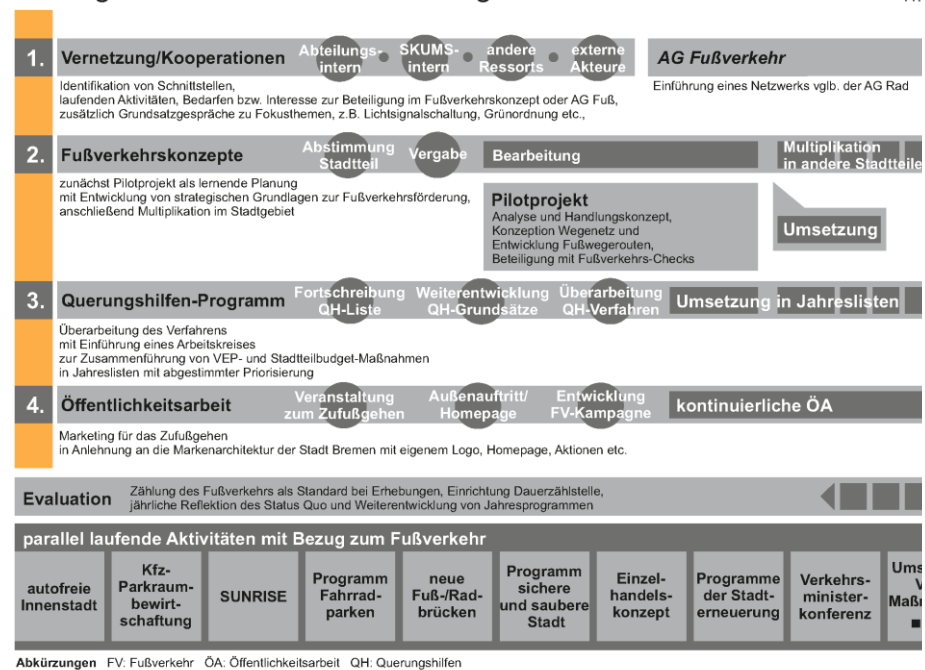 1. Vernetzung/Kooperationen
Abteilungs-
intern
SKUMS-
intern
andere
Ressorts
externe
Akteure
AG Fußverkehr
Identifikation von Schnittstellen,
laufenden Aktivitäten, Bedarfen bzw. Interesse zur Beteiligung im Fußverkehrskonzept oder AG Fuß,
zusätzlich Grundsatzgespräche zu Fokusthemen, z.B. Lichtsignalschaltung, Grünordnung etc.,
Einführung eines Netzwerks vglb. der AG Rad
2. Fußverkehrskonzepte
Abstimmung
Stadtteil
Vergabe
Bearbeitung
Multiplikation
in andere Stadtteile
zunächst Pilotprojekt als lernende Planung
mit Entwicklung von strategischen Grundlagen zur Fußverkehrsförderung,
anschließend Multiplikation im Stadtgebiet
Pilotprojekt
Analyse und Handlungskonzept,
Konzeption Wegenetz und
Entwicklung Fußwegerouten,
Beteiligung mit Fußverkehrs-Checks
Umsetzung
3. Querungshilfen-Programm
Fortschreibung
QH-Liste
Weiterentwicklung
QH-Grundsätze
Überarbeitung
QH-Verfahren
Umsetzung in Jahreslisten
Überarbeitung des Verfahrens
mit Einführung eines Arbeitskreises
zur Zusammenführung von VEP- und Stadtteilbudget-Maßnahmen
in Jahreslisten mit abgestimmter Priorisierung
4. Öffentlichkeitsarbeit
Veranstaltung
zum Zufußgehen
Außenauftritt/
Homepage
Entwicklung
FV-Kampagne
kontinuierliche ÖA
Marketing für das Zufußgehen
in Anlehnung an die Markenarchitektur der Stadt Bremen mit eigenem Logo, Homepage, Aktionen etc.
Evaluation
Zählung des Fußverkehrs als Standard bei Erhebungen, Einrichtung Dauerzählstelle,
jährliche Reflektion des Status Quo und Weiterentwicklung von Jahresprogrammen
parallel laufende Aktivitäten mit Bezug zum Fußverkehr
autofreie
Innenstadt
Kfz-
Parkraum-
bewirt-
schaftung
SUNRISE
Programm
Fahrrad-
parken
neue
Fuß-/Rad-
brücken
Programm
sichere
und saubere
Stadt
Einzel-
handels-
konzept
Programme
der Stadt-
erneuerung
Verkehrs-
minister-
konferenz
Abkürzungen FV: Fußverkehr ÖA: Öffentlichkeitsarbeit QH: Querungshilfen